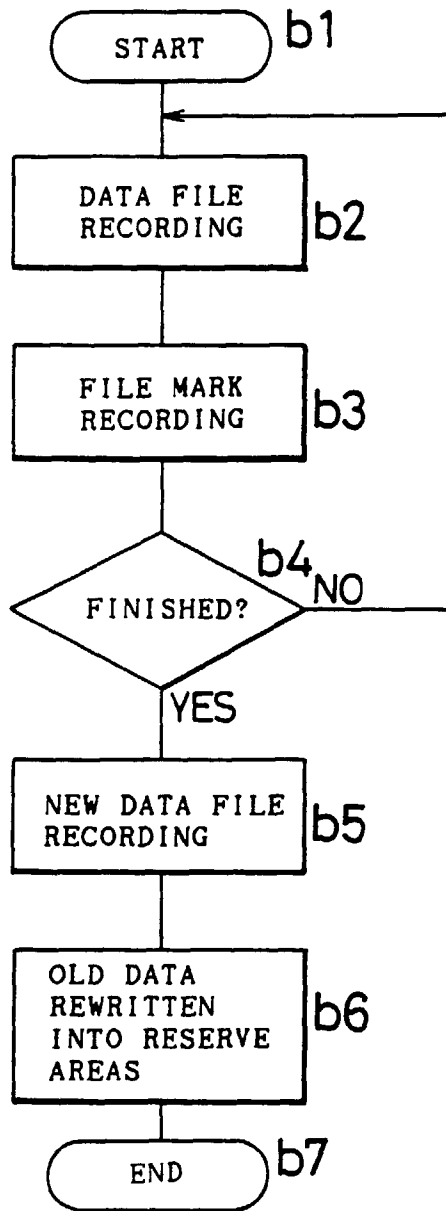 b1
START
DATA FILE
RECORDING
b2
FILE MARK
RECORDING
b3
b4
FINISHED?
NO
YES
NEW DATA FILE
RECORDING
b5
OLD DATA
REWRITTEN
INTO RESERVE
AREAS
b6
END
b7